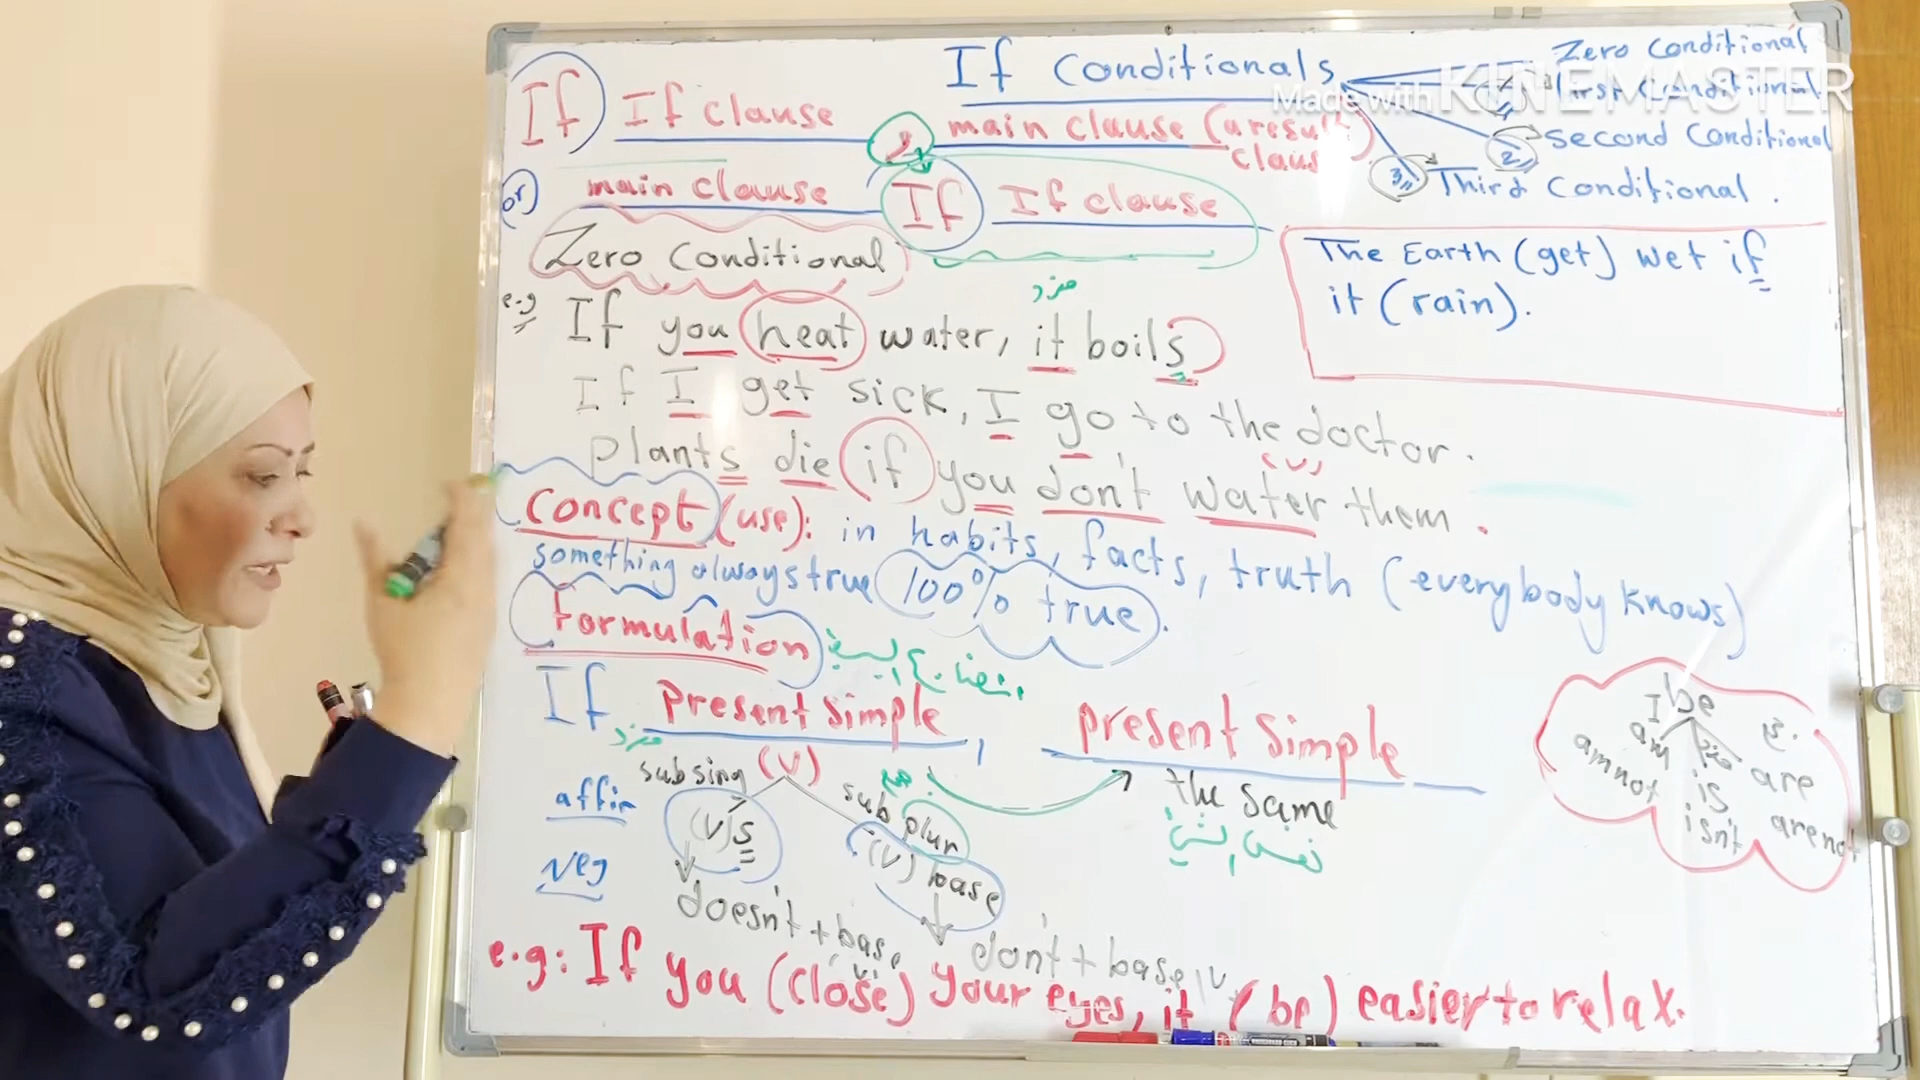 If Conditionals
Zero Conditional
First Conditional
second Conditional
Third Conditional.
If If clause , main clause (a result clause)
or) main clause If If clause
Made with KINEMASTER
Zero Conditional
مفرد
e.g If you heat water, it boils
If I get sick, I go to the doctor.
(v)
plants die if you don't water them.
The Earth (get) wet if
it (rain).
Concept (use): in habits, facts, truth (everybody knows)
something always true 100% true.
formulation
If Present simple, present simple
مفرد
sub sing (v) جمع
sub plur
the same
نفس الشيء
affir (v)s (v) base
Neg doesn't + base don't + base v
e.g: If you (close) your eyes, it (be) easier to relax.
be
I
am is are
am not isn't are not